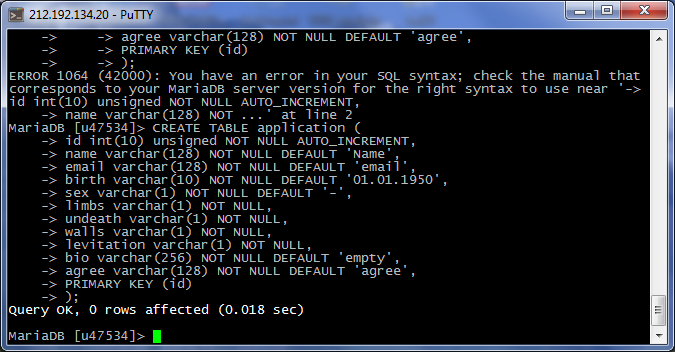 212.192.134.20 - PuTTY
-> -> agree varchar(128) NOT NULL DEFAULT 'agree',
-> -> PRIMARY KEY (id)
-> -> );
ERROR 1064 (42000): You have an error in your SQL syntax; check the manual that
corresponds to your MariaDB server version for the right syntax to use near '->
id int(10) unsigned NOT NULL AUTO_INCREMENT,
-> name varchar(128) NOT ...' at line 2
MariaDB [u47534]> CREATE TABLE application (
-> id int(10) unsigned NOT NULL AUTO_INCREMENT,
-> name varchar(128) NOT NULL DEFAULT 'Name',
-> email varchar(128) NOT NULL DEFAULT 'email',
-> birth varchar(10) NOT NULL DEFAULT '01.01.1950',
-> sex varchar(1) NOT NULL DEFAULT '-',
-> limbs varchar(1) NOT NULL,
-> undeath varchar(1) NOT NULL,
-> walls varchar(1) NOT NULL,
-> levitation varchar(1) NOT NULL,
-> bio varchar(256) NOT NULL DEFAULT 'empty',
-> agree varchar(128) NOT NULL DEFAULT 'agree',
-> PRIMARY KEY (id)
-> );
Query OK, 0 rows affected (0.018 sec)
MariaDB [u47534]>